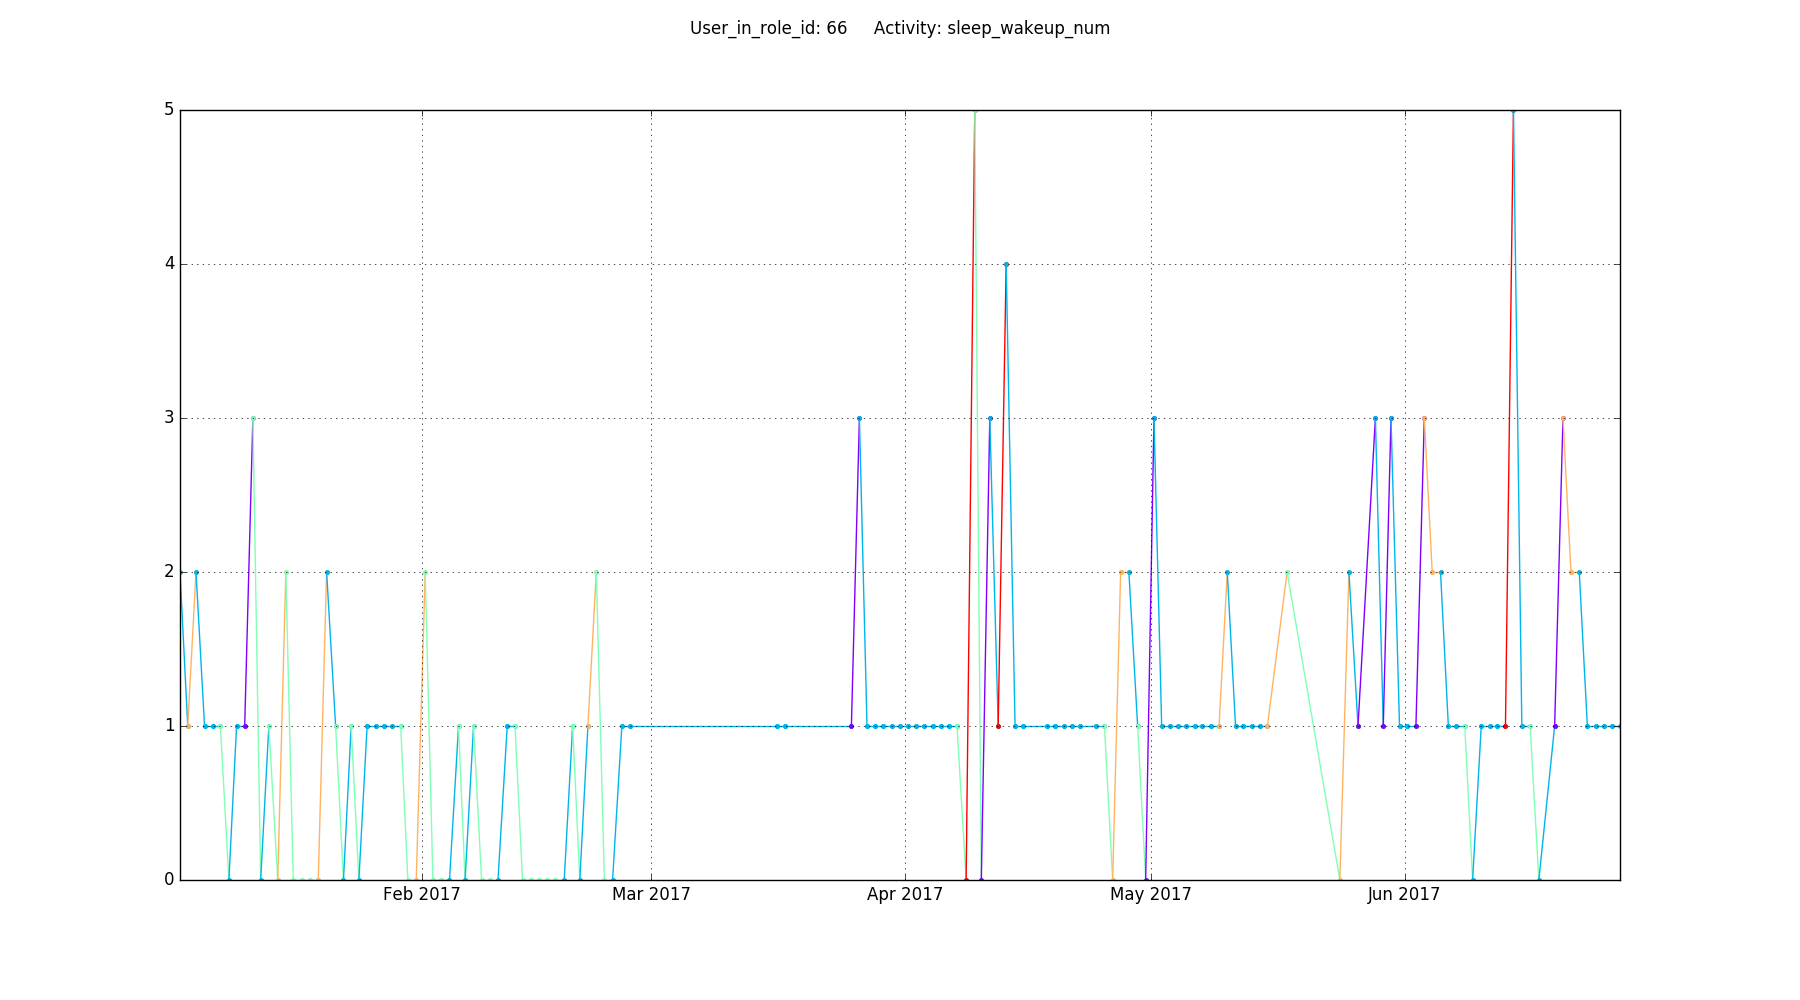 User_in_role_id: 66     Activity: sleep_wakeup_num
5
4
3
2
1
0
Feb 2017
Mar 2017
Apr 2017
May 2017
Jun 2017